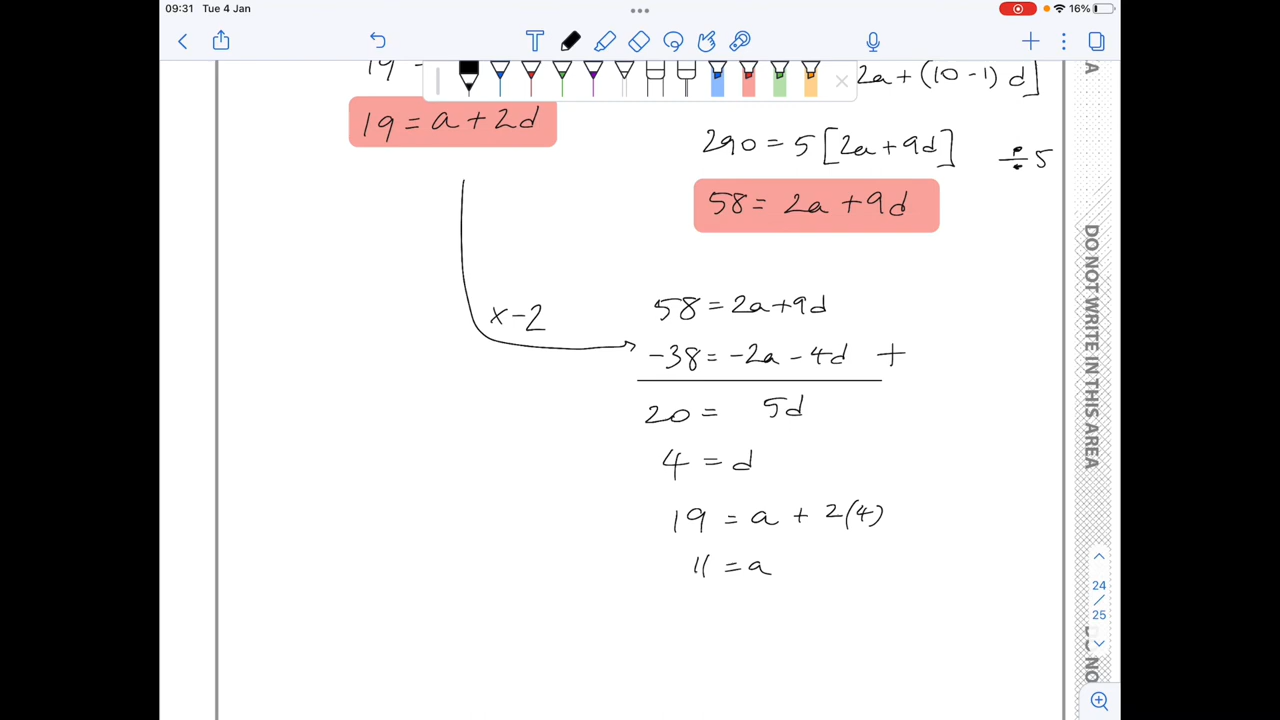 09:31 Tue 4 Jan
16%
19 =
2a + (10 - 1) d]
19 = a + 2d
290 = 5 [2a + 9d] ÷ 5
58 = 2a + 9d
x - 2
58 = 2a + 9d
-38 = -2a - 4d +
20 = 5d
4 = d
19 = a + 2(4)
11 = a
A
DO NOT WRITE IN THIS AREA
24
/
25
NO